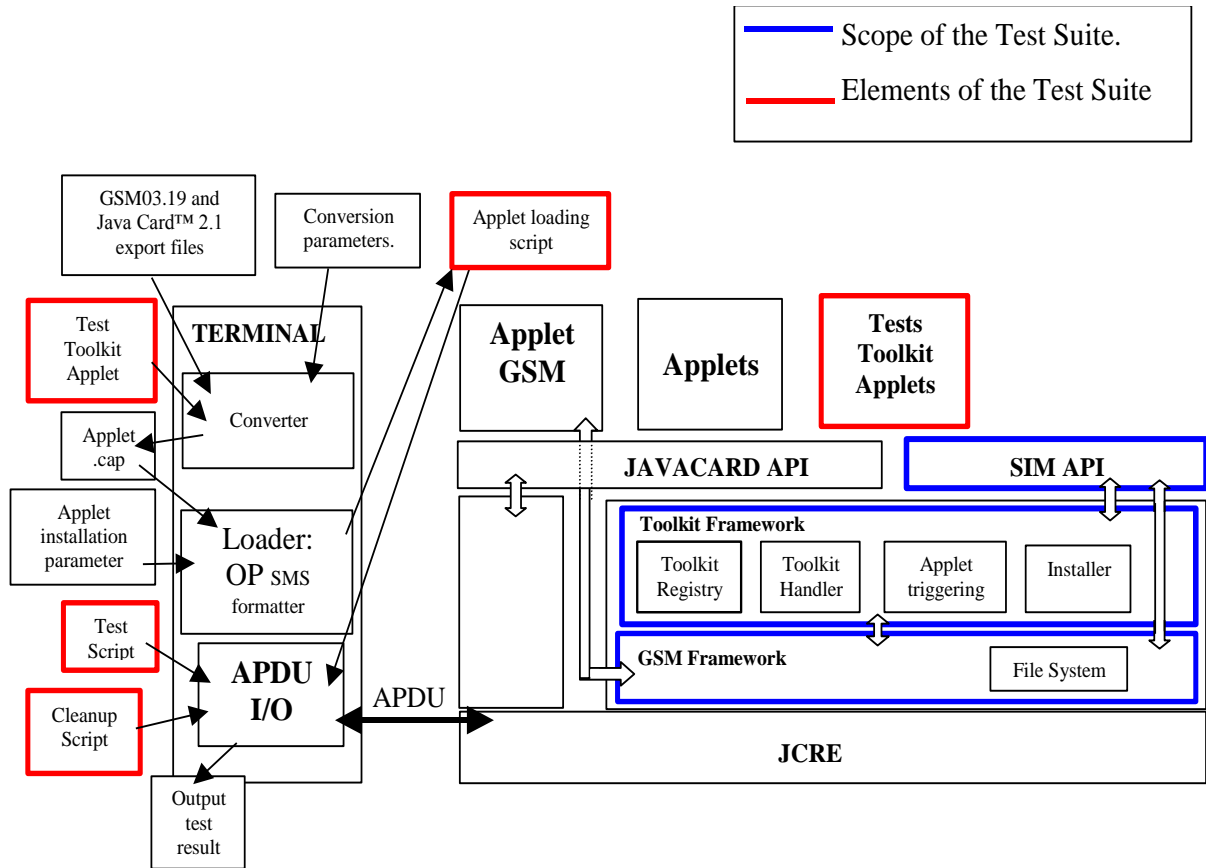 Scope of the Test Suite.
Elements of the Test Suite
GSM03.19 and
Java Card™ 2.1
export files
Conversion
parameters.
Applet loading
script
Test
Toolkit
Applet
TERMINAL
Converter
Applet
.cap
Applet
installation
parameter
Loader:
OP SMS
formatter
Test
Script
APDU
I/O
Cleanup
Script
Output
test
result
APDU
Applet
GSM
Applets
Tests
Toolkit
Applets
JAVACARD API
SIM API
Toolkit Framework
Toolkit
Registry
Toolkit
Handler
Applet
triggering
Installer
GSM Framework
File System
JCRE